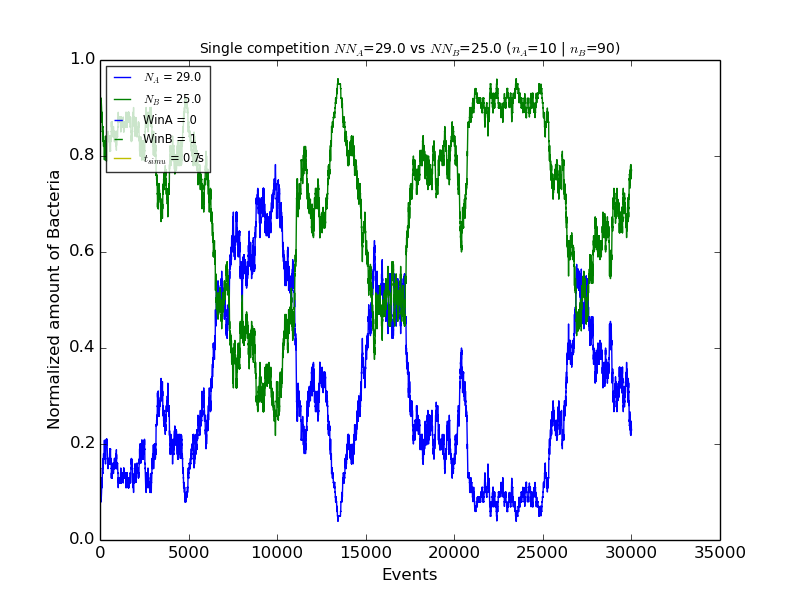 Single competition NN_A=29.0 vs NN_B=25.0 (n_A=10 | n_B=90)
1.0
N_A = 29.0
N_B = 25.0
WinA = 0
WinB = 1
t_simu = 0.7s
0.8
0.6
0.4
0.2
0.0
Normalized amount of Bacteria
0 5000 10000 15000 20000 25000 30000 35000
Events